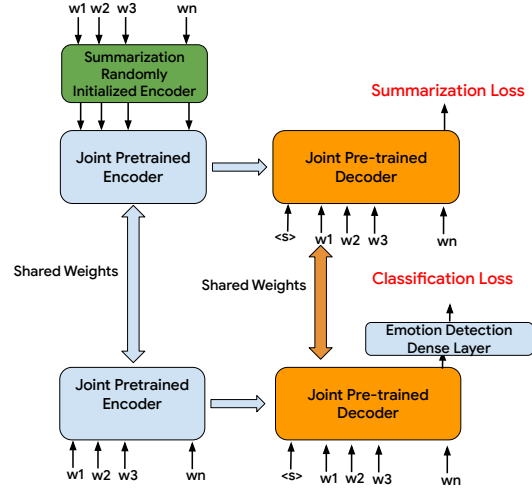 w1 w2 w3 wn
Summarization
Randomly
Initialized Encoder
Summarization Loss
Joint Pretrained
Encoder
Joint Pre-trained
Decoder
<s> w1 w2 w3 wn
Shared Weights
Shared Weights
Classification Loss
Emotion Detection
Dense Layer
Joint Pretrained
Encoder
Joint Pre-trained
Decoder
w1 w2 w3 wn
<s> w1 w2 w3 wn